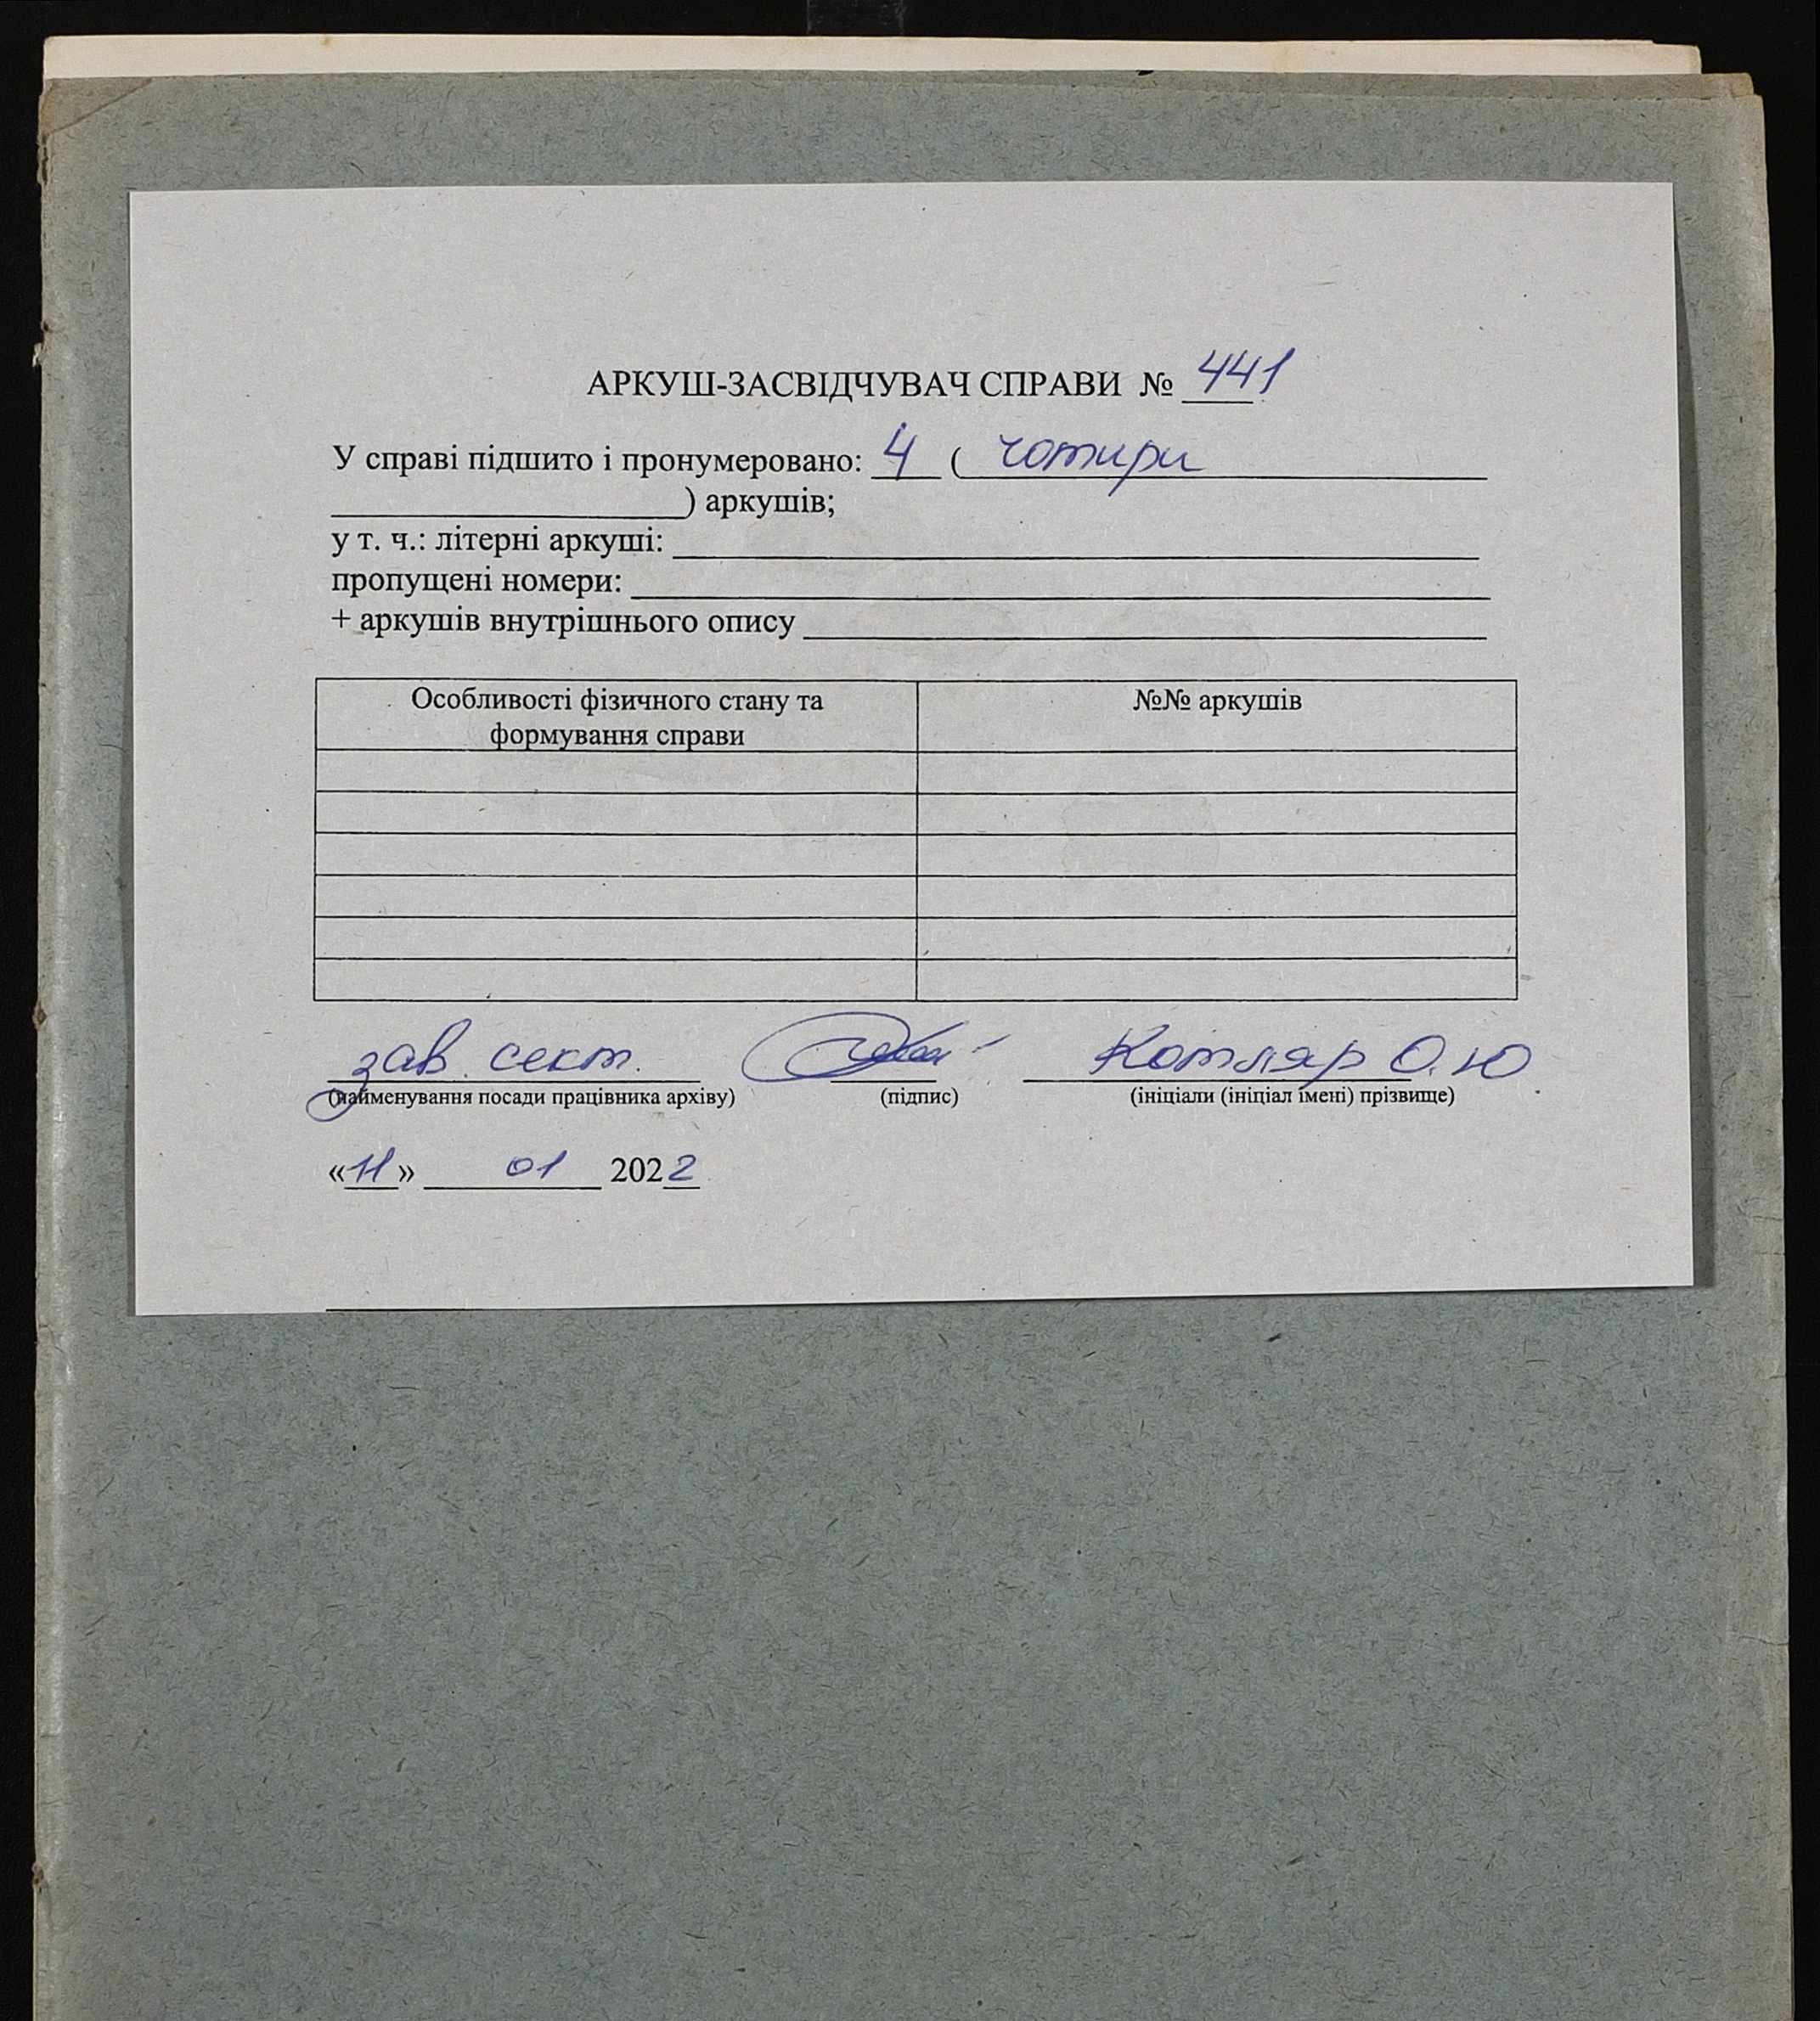 АРКУШ-ЗАСВІДЧУВАЧ СПРАВИ № 441
У справі підшито і пронумеровано: 4 ( чотири
) аркушів;
у т. ч.: літерні аркуші:
пропущені номери:
+ аркушів внутрішнього опису
Особливості фізичного стану та
формування справи
№№ аркушів
зав. сект. Котляр О.Ю
(найменування посади працівника архіву) (підпис) (ініціали (ініціал імені) прізвище)
«11» 01 2022